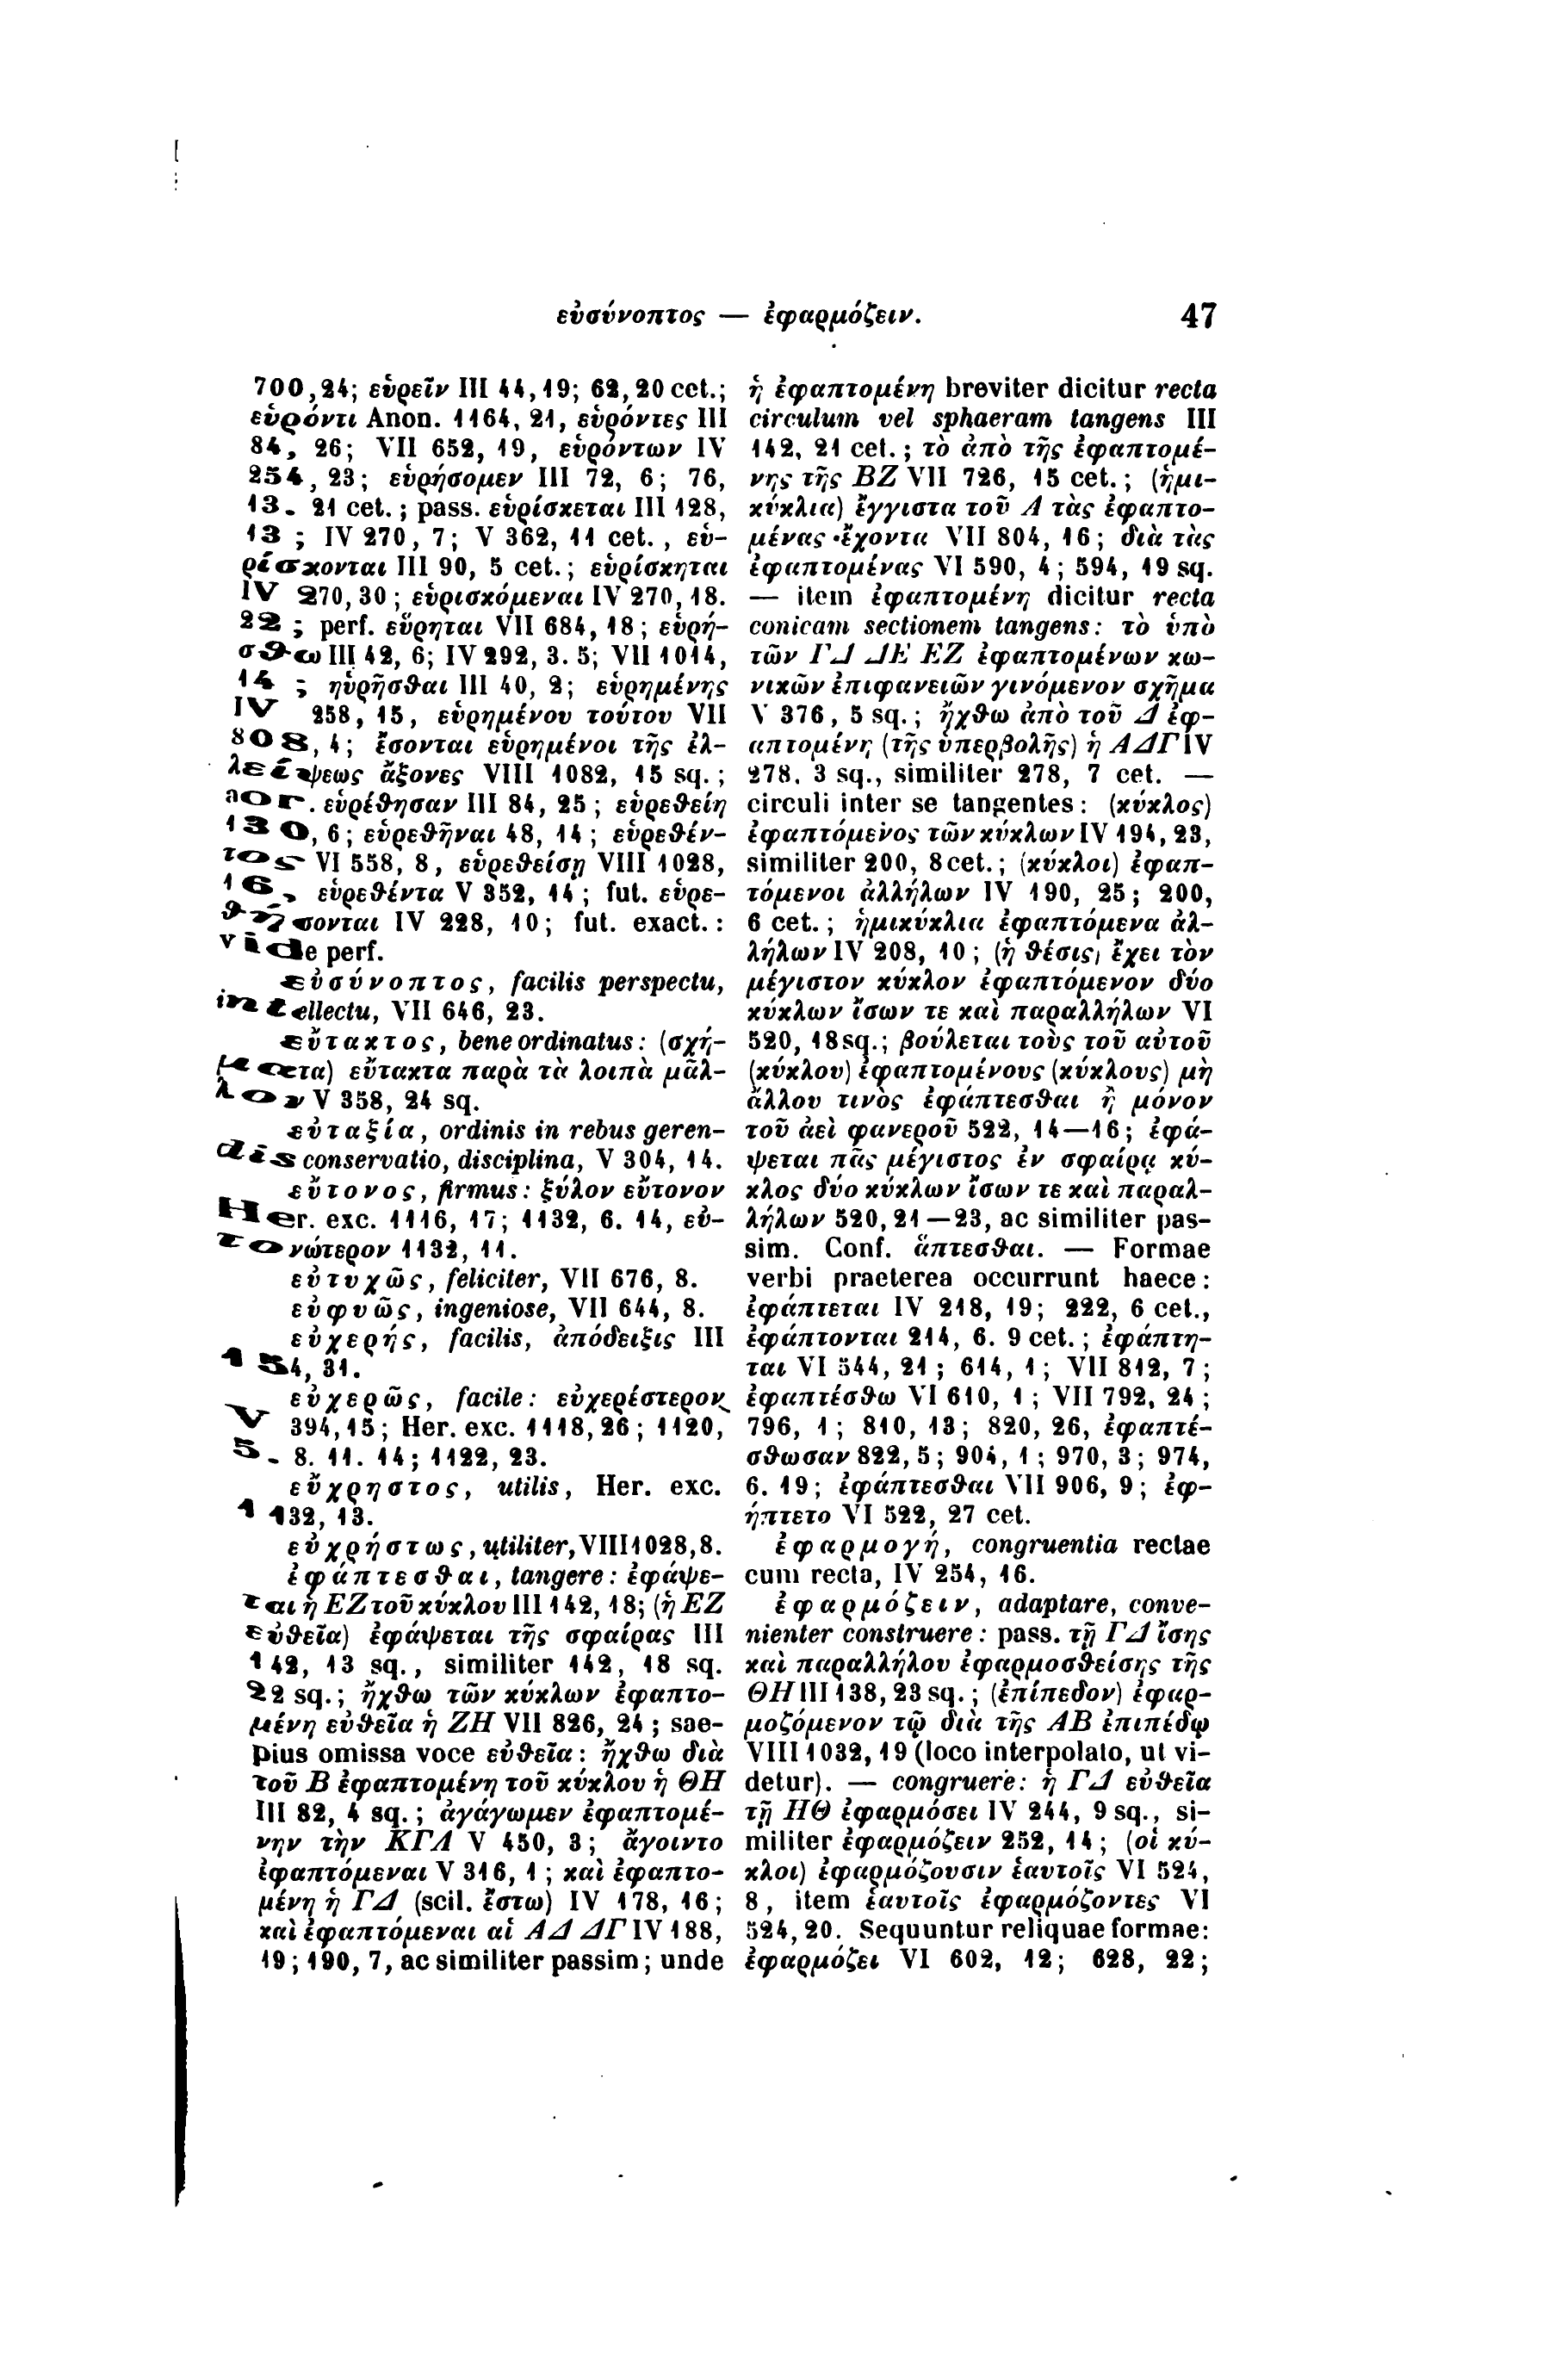 εὐσύνοπτος — ἐφαρμόζειν. 47
700,24; εὑρεῖν III 44,19; 62,20 cet.;
εὑρόντι Anon. 1164, 21, εὑρόντες III
84, 26; VII 652, 19, εὑρόντων IV
254, 23; εὑρήσομεν III 72, 6; 76,
13. 21 cet.; pass. εὑρίσκεται III 128,
13; IV 270, 7; V 362, 11 cet., εὑ-
ρίσκονται III 90, 5 cet.; εὑρίσκηται
IV 270, 30; εὑρισκόμεναι IV 270, 18.
22; perf. εὕρηται VII 684, 18; εὑρή-
σθω III 42, 6; IV 292, 3. 5; VII 1014,
14; ηὑρῆσθαι III 40, 2; εὑρημένης
IV 258, 15, εὑρημένου τούτου VII
808, 4; ἔσονται εὑρημένοι τῆς ἐλ-
λείψεως ἄξονες VIII 1082, 15 sq.;
aor. εὑρέθησαν III 84, 25; εὑρεθείη
130, 6; εὑρεθῆναι 48, 14; εὑρεθέν-
τος VI 558, 8, εὑρεθείσῃ VIII 1028,
16, εὑρεθέντα V 352, 14; fut. εὑρε-
θήσονται IV 228, 10; fut. exact.:
vide perf.
εὐσύνοπτος, facilis perspectu,
intellectu, VII 646, 23.
εὔτακτος, bene ordinatus: (σχή-
ματα) εὔτακτα παρὰ τὰ λοιπὰ μᾶλ-
λον V 358, 24 sq.
εὐταξία, ordinis in rebus geren-
dis conservatio, disciplina, V 304, 14.
εὔτονος, firmus: ξύλον εὔτονον
Her. exc. 1116, 17; 1132, 6. 14, εὐ-
τονώτερον 1132, 11.
εὐτυχῶς, feliciter, VII 676, 8.
εὐφυῶς, ingeniose, VII 644, 8.
εὐχερής, facilis, ἀπόδειξις III
154, 31.
εὐχερῶς, facile: εὐχερέστερον
V 394, 15; Her. exc. 1118, 26; 1120,
5. 8. 11. 14; 1122, 23.
εὔχρηστος, utilis, Her. exc.
1132, 13.
εὐχρήστως, utiliter, VIII 1028, 8.
ἐφάπτεσθαι, tangere: ἐφάψε-
ται ἡ ΕΖ τοῦ κύκλου III 142, 18; (ἡ ΕΖ
εὐθεῖα) ἐφάψεται τῆς σφαίρας III
142, 13 sq., similiter 142, 18 sq.
22 sq.; ἤχθω τῶν κύκλων ἐφαπτο-
μένη εὐθεῖα ἡ ΖΗ VII 826, 24; sae-
pius omissa voce εὐθεῖα: ἤχθω διὰ
τοῦ Β ἐφαπτομένη τοῦ κύκλου ἡ ΘΗ
III 82, 4 sq.; ἀγάγωμεν ἐφαπτομέ-
νην τὴν ΚΓΛ V 450, 3; ἄγοιντο
ἐφαπτόμεναι V 316, 1; καὶ ἐφαπτο-
μένη ἡ ΓΔ (scil. ἔστω) IV 178, 16;
καὶ ἐφαπτόμεναι αἱ ΑΔ ΔΓ IV 188,
19; 190, 7, ac similiter passim; unde
ἡ ἐφαπτομένη breviter dicitur recta
circulum vel sphaeram tangens III
142, 21 cet.; τὸ ἀπὸ τῆς ἐφαπτομέ-
νης τῆς ΒΖ VII 726, 15 cet.; (ἡμι-
κύκλια) ἔγγιστα τοῦ Α τὰς ἐφαπτο-
μένας ἔχοντα VII 804, 16; διὰ τὰς
ἐφαπτομένας VI 590, 4; 594, 19 sq.
— item ἐφαπτομένη dicitur recta
conicam sectionem tangens: τὸ ὑπὸ
τῶν ΓΔ ΔΕ ΕΖ ἐφαπτομένων κω-
νικῶν ἐπιφανειῶν γινόμενον σχῆμα
V 376, 5 sq.; ἤχθω ἀπὸ τοῦ Δ ἐφ-
απτομένη (τῆς ὑπερβολῆς) ἡ ΑΔΓ IV
278, 3 sq., similiter 278, 7 cet. —
circuli inter se tangentes: (κύκλος)
ἐφαπτόμενος τῶν κύκλων IV 194, 23,
similiter 200, 8 cet.; (κύκλοι) ἐφαπ-
τόμενοι ἀλλήλων IV 190, 25; 200,
6 cet.; ἡμικύκλια ἐφαπτόμενα ἀλ-
λήλων IV 208, 10; (ἡ θέσις) ἔχει τὸν
μέγιστον κύκλον ἐφαπτόμενον δύο
κύκλων ἴσων τε καὶ παραλλήλων VI
520, 18 sq.; βούλεται τοὺς τοῦ αὐτοῦ
(κύκλου) ἐφαπτομένους (κύκλους) μὴ
ἄλλου τινὸς ἐφάπτεσθαι ἢ μόνον
τοῦ ἀεὶ φανεροῦ 522, 14—16; ἐφά-
ψεται πᾶς μέγιστος ἐν σφαίρᾳ κύ-
κλος δύο κύκλων ἴσων τε καὶ παραλ-
λήλων 520, 21—23, ac similiter pas-
sim. Conf. ἅπτεσθαι. — Formae
verbi praeterea occurrunt haece:
ἐφάπτεται IV 218, 19; 222, 6 cet.,
ἐφάπτονται 214, 6. 9 cet.; ἐφάπτη-
ται VI 544, 21; 614, 1; VII 812, 7;
ἐφαπτέσθω VI 610, 1; VII 792, 24;
796, 1; 810, 13; 820, 26, ἐφαπτέ-
σθωσαν 822, 5; 904, 1; 970, 3; 974,
6. 19; ἐφάπτεσθαι VII 906, 9; ἐφ-
ήπτετο VI 522, 27 cet.
ἐφαρμογή, congruentia rectae
cum recta, IV 254, 16.
ἐφαρμόζειν, adaptare, conve-
nienter construere: pass. τῇ ΓΔ ἴσης
καὶ παραλλήλου ἐφαρμοσθείσης τῆς
ΘΗ III 138, 23 sq.; (ἐπίπεδον) ἐφαρ-
μοζόμενον τῷ διὰ τῆς ΑΒ ἐπιπέδῳ
VIII 1032, 19 (loco interpolato, ut vi-
detur). — congruere: ἡ ΓΔ εὐθεῖα
τῇ ΗΘ ἐφαρμόσει IV 244, 9 sq., si-
militer ἐφαρμόζειν 252, 14; (οἱ κύ-
κλοι) ἐφαρμόζουσιν ἑαυτοῖς VI 524,
8, item ἑαυτοῖς ἐφαρμόζοντες VI
524, 20. Sequuntur reliquae formae:
ἐφαρμόζει VI 602, 12; 628, 22;